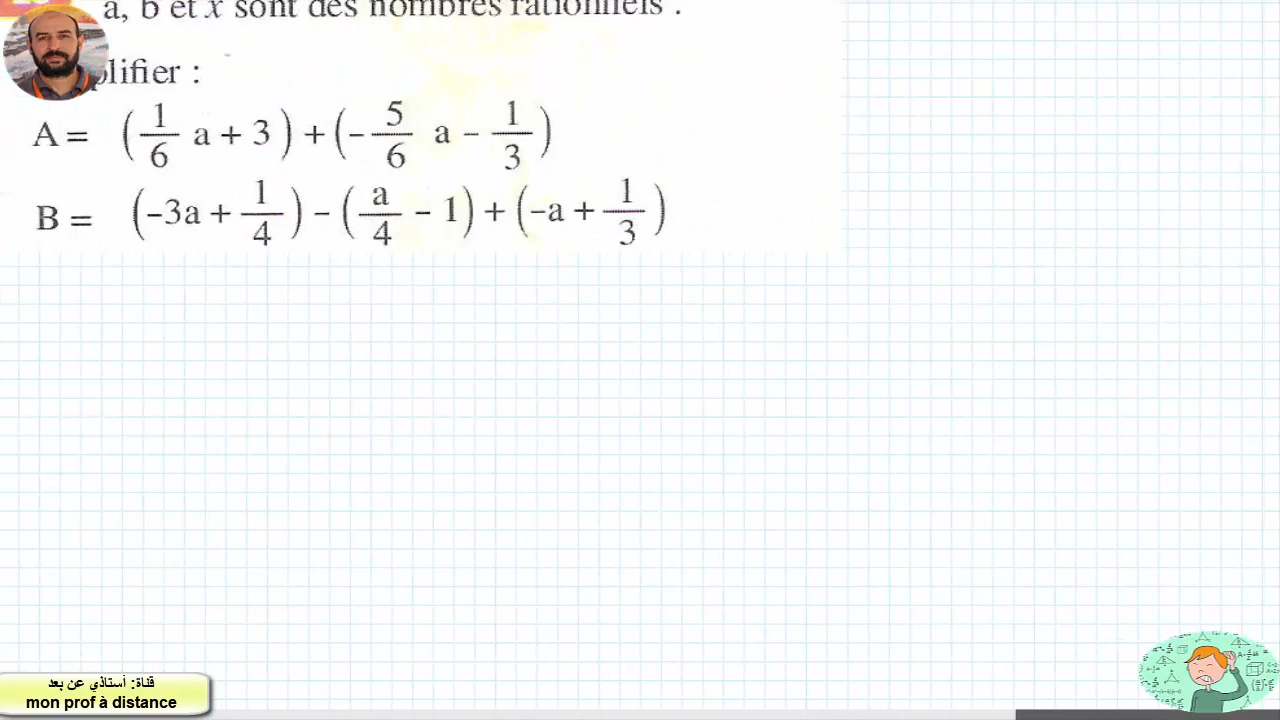 a, b et x sont des nombres rationnels .
plifier :
A = (1/6 a + 3) + (- 5/6 a - 1/3)
B = (-3a + 1/4) - (a/4 - 1) + (-a + 1/3)
قناة: أستاذي عن بعد
mon prof à distance